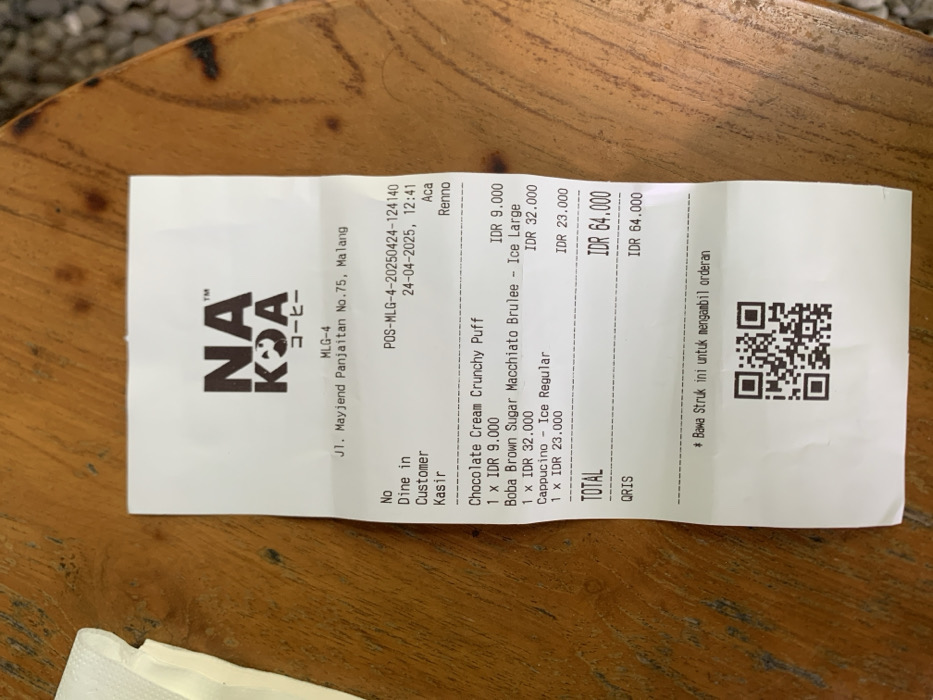 NA™
KOA
コーヒー
MLG-4
Jl. Mayjend Panjaitan No.75, Malang
No POS-MLG-4-20250424-124140
Dine in 24-04-2025, 12:41
Customer Aca
Kasir Renno
Chocolate Cream Crunchy Puff
1 x IDR 9.000 IDR 9.000
Boba Brown Sugar Macchiato Brulee - Ice Large
1 x IDR 32.000 IDR 32.000
Cappucino - Ice Regular
1 x IDR 23.000 IDR 23.000
TOTAL IDR 64.000
QRIS IDR 64.000
* Bawa Struk ini untuk mengambil orderan